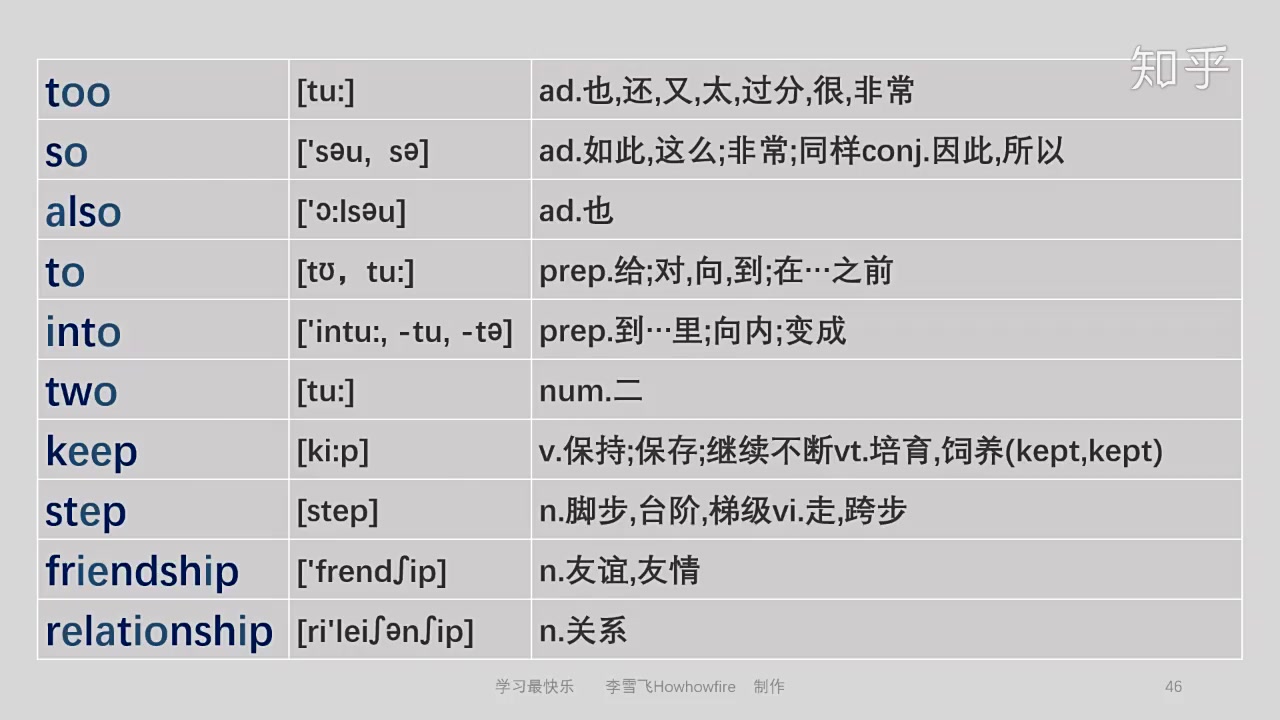 知乎
too [tu:] ad.也,还,又,太,过分,很,非常
so ['səu, sə] ad.如此,这么;非常;同样conj.因此,所以
also ['ɔ:lsəu] ad.也
to [tʊ, tu:] prep.给;对,向,到;在…之前
into ['intu:, -tu, -tə] prep.到…里;向内;变成
two [tu:] num.二
keep [ki:p] v.保持;保存;继续不断vt.培育,饲养(kept,kept)
step [step] n.脚步,台阶,梯级vi.走,跨步
friendship ['frendʃip] n.友谊,友情
relationship [ri'leiʃənʃip] n.关系
学习最快乐 李雪飞Howhowfire 制作 46